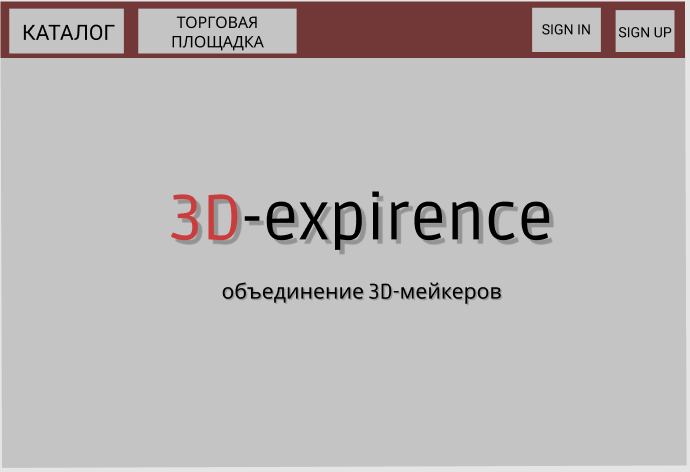 КАТАЛОГ
ТОРГОВАЯ
ПЛОЩАДКА
SIGN IN
SIGN UP
3D-expirence
объединение 3D-мейкеров